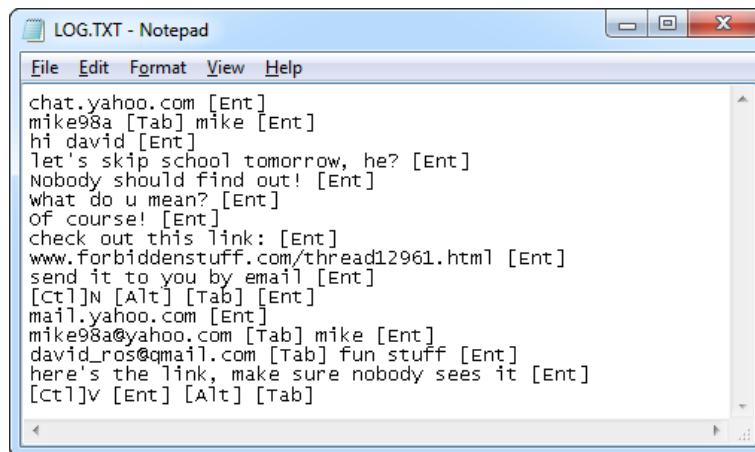 LOG.TXT - Notepad
File Edit Format View Help
chat.yahoo.com [Ent]
mike98a [Tab] mike [Ent]
hi david [Ent]
let's skip school tomorrow, he? [Ent]
Nobody should find out! [Ent]
What do u mean? [Ent]
Of course! [Ent]
check out this link: [Ent]
www.forbiddenstuff.com/thread12961.html [Ent]
send it to you by email [Ent]
[Ctl]N [Alt] [Tab] [Ent]
mail.yahoo.com [Ent]
mike98a@yahoo.com [Tab] mike [Ent]
david_ros@qmail.com [Tab] fun stuff [Ent]
here's the link, make sure nobody sees it [Ent]
[Ctl]V [Ent] [Alt] [Tab]